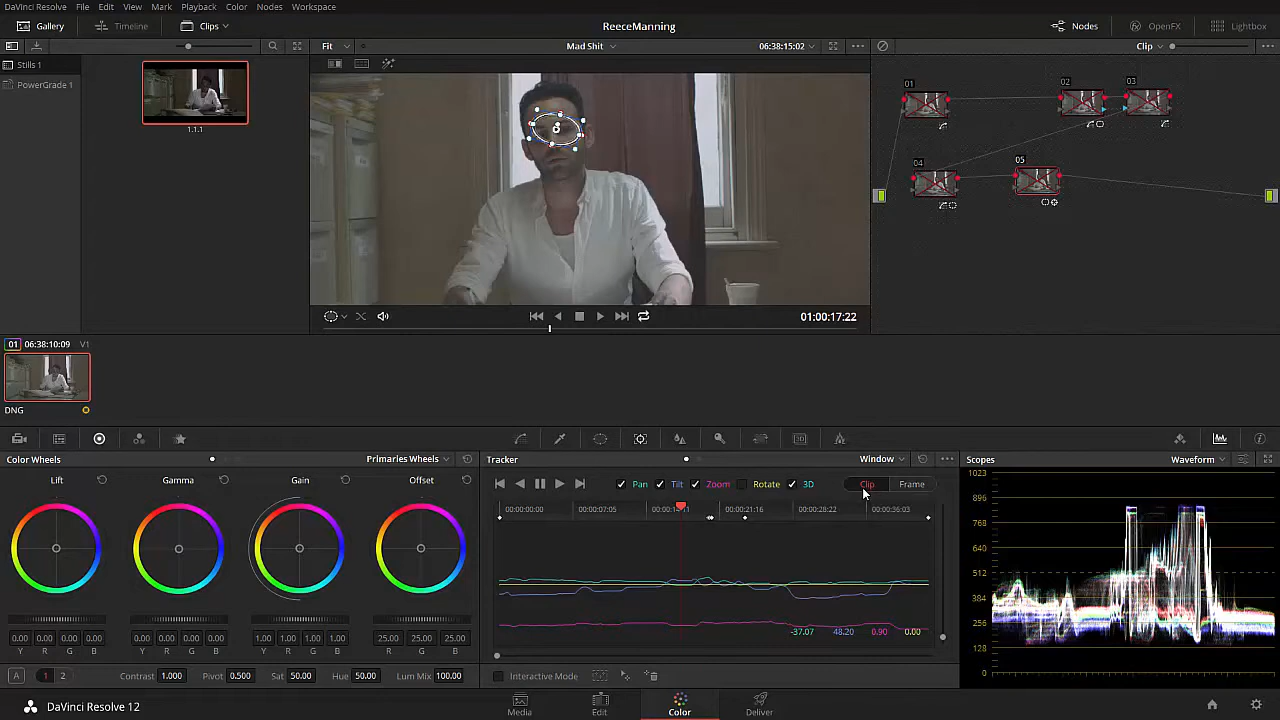 DaVinci Resolve File Edit View Mark Playback Color Nodes Workspace
Gallery Timeline Clips ReeceManning Nodes OpenFX Lightbox
Fit Mad Shit 06:38:15:02 Clip
Stills 1
PowerGrade 1
1.1.1
01 02 03
04 05
01:00:17:22
01 06:38:10:09 V1
DNG
Color Wheels Primaries Wheels Tracker Window Scopes Waveform
Lift Gamma Gain Offset
Pan Tilt Zoom Rotate 3D Clip Frame
00:00:00:00 00:00:07:05 00:00:21:16 00:00:28:22 00:00:36:03
1023
896
768
640
512
384
256
128
0
-37.07 48.20 0.90 0.00
0.00 0.00 0.00 0.00 0.00 0.00 0.00 0.00 1.00 1.00 1.00 1.00 25.00 25.00 25.00
Y R G B Y R G B Y R G B R G B
A 1 2 Contrast 1.000 Pivot 0.500 Sat 50.00 Hue 50.00 Lum Mix 100.00 Interactive Mode
DaVinci Resolve 12 Media Edit Color Deliver